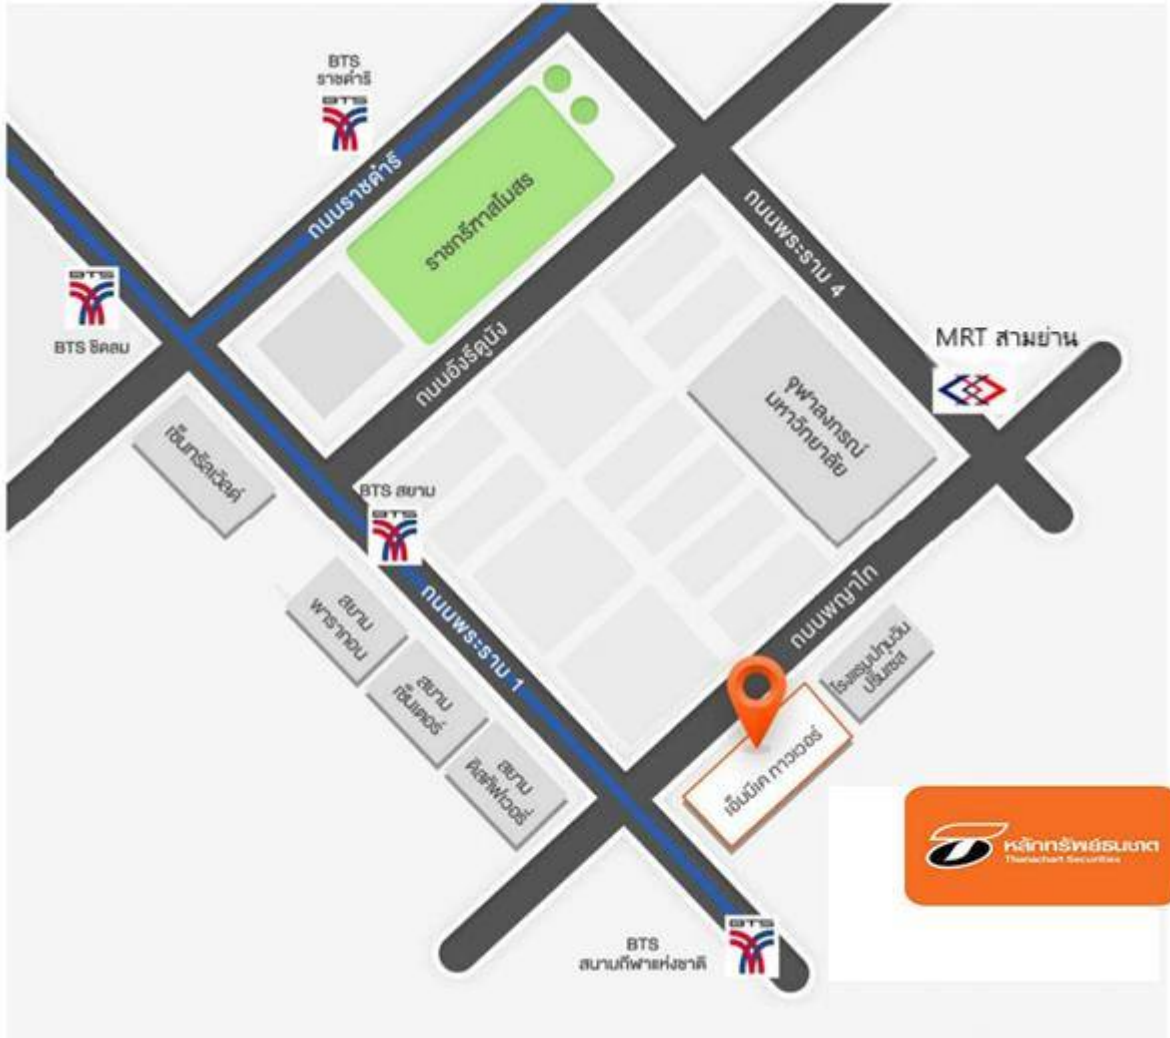 BTS
ราชดำริ
BTS
ถนนราชดำริ
ราชกรีฑาสโมสร
ถนนพระราม 4
BTS
BTS ชิดลม
ถนนอังรีดูนัง
MRT สามย่าน
จุฬาลงกรณ์
มหาวิทยาลัย
เซ็นทรัลเวิลด์
BTS สยาม
BTS
สยาม
พารากอน
ถนนพระราม 1
ถนนพญาไท
โรงแรมปทุมวัน
ปริ๊นเซส
สยาม
เซ็นเตอร์
สยาม
ดิสคัฟเวอรี่
เอ็มบีเค ทาวเวอร์
หลักทรัพย์ธนชาต
Thanachart Securities
BTS
สนามกีฬาแห่งชาติ
BTS